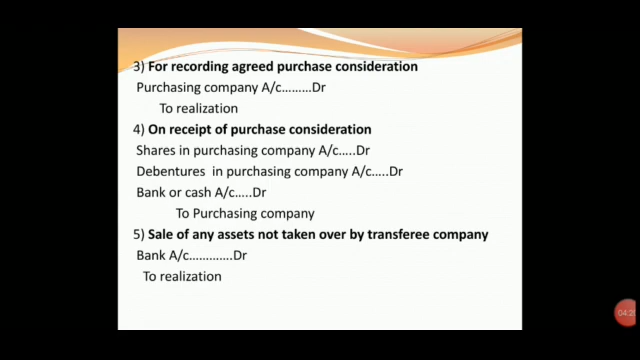 3) For recording agreed purchase consideration
Purchasing company A/c………Dr
To realization
4) On receipt of purchase consideration
Shares in purchasing company A/c…..Dr
Debentures in purchasing company A/c…..Dr
Bank or cash A/c…..Dr
To Purchasing company
5) Sale of any assets not taken over by transferee company
Bank A/c………….Dr
To realization